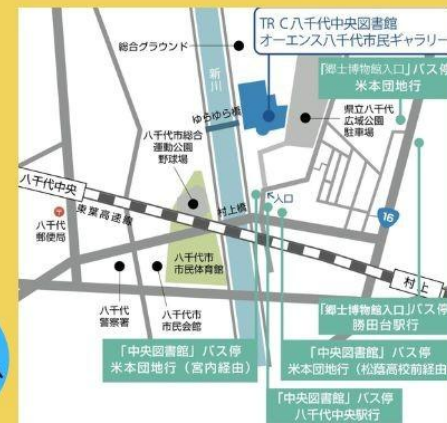 TRC八千代中央図書館
オーエンス八千代市民ギャラリー
総合グラウンド
新川
「郷土博物館入口」バス停
米本団地行
ゆらゆら橋
県立八千代
広域公園
駐車場
八千代市総合
運動公園
野球場
八千代中央
東葉高速線
村上橋
入口
16
八千代
郵便局
八千代市
市民体育館
村上
八千代
警察署
八千代市
市民会館
「郷土博物館入口」バス停
勝田台駅行
「中央図書館」バス停
米本団地行(宮内経由)
「中央図書館」バス停
米本団地行(松蔭高校前経由
「中央図書館」バス停
八千代中央駅行